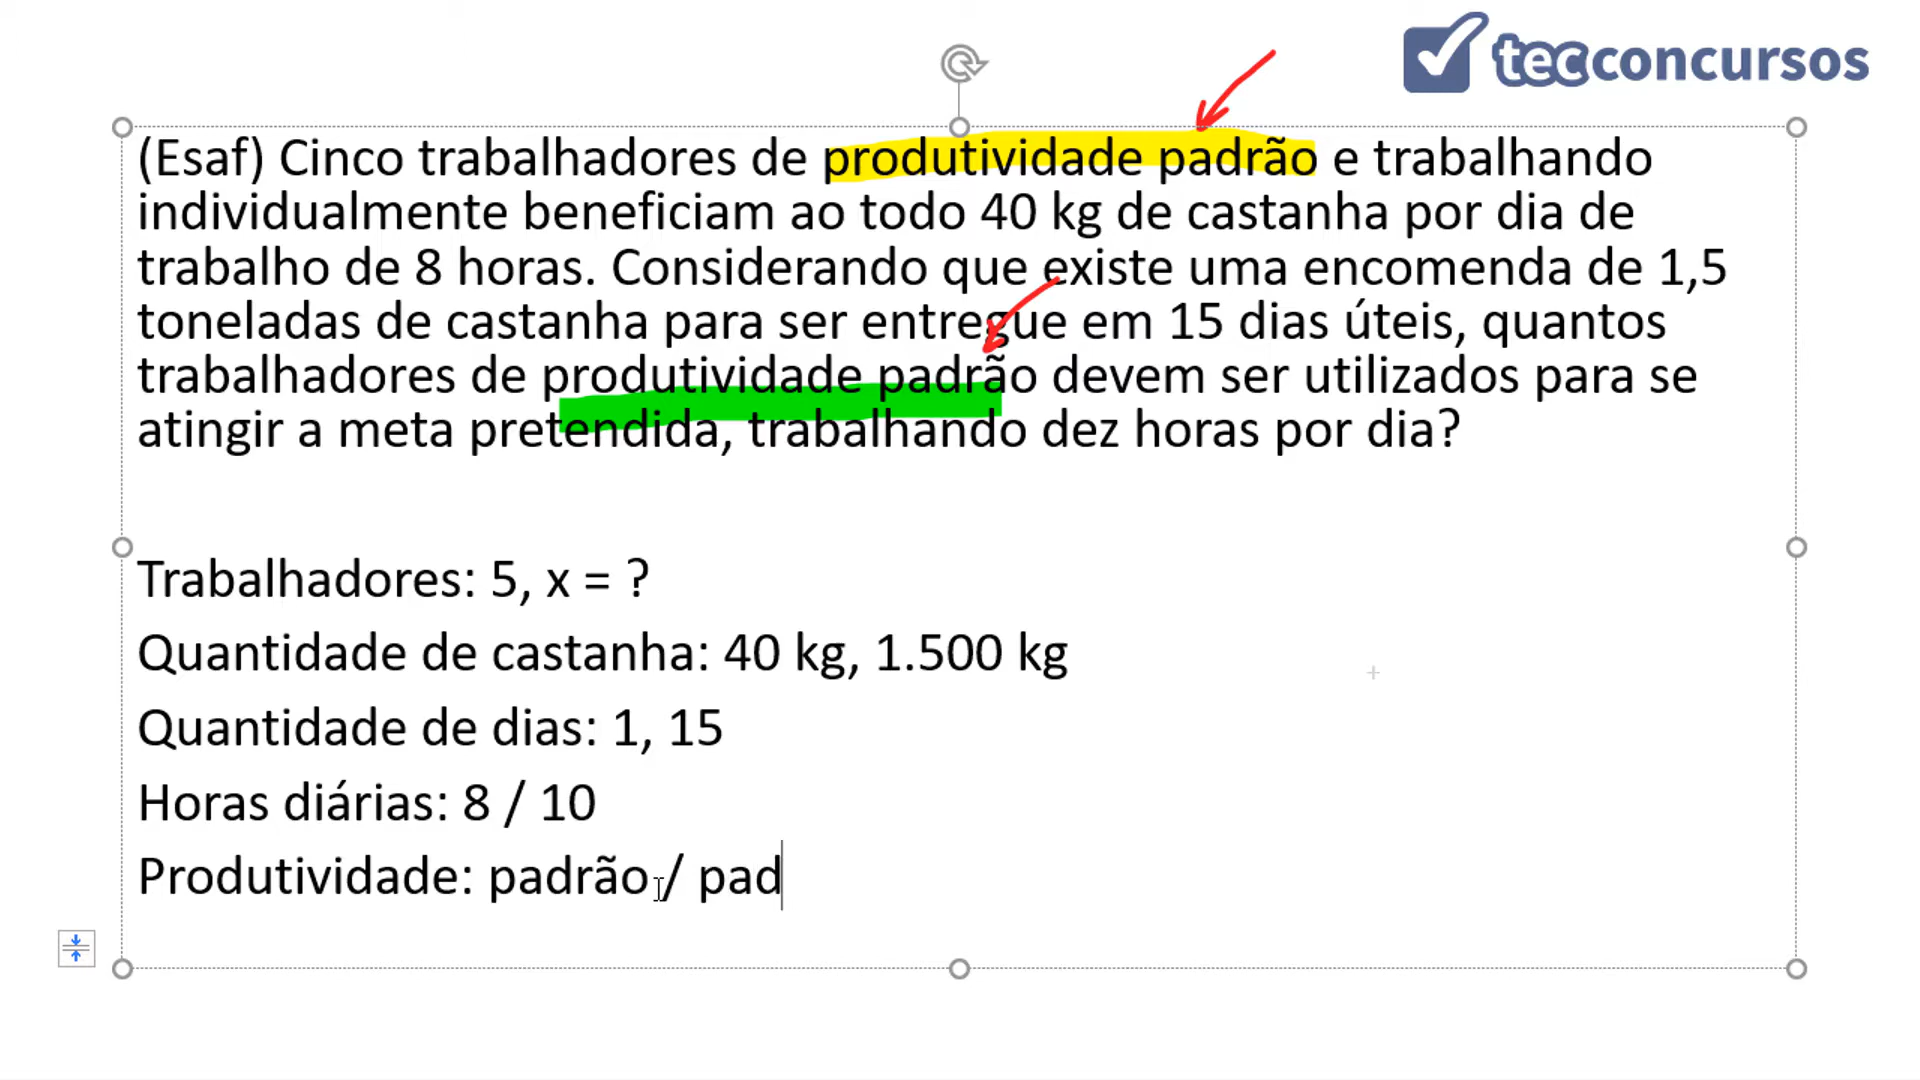 tecconcursos
(Esaf) Cinco trabalhadores de produtividade padrão e trabalhando
individualmente beneficiam ao todo 40 kg de castanha por dia de
trabalho de 8 horas. Considerando que existe uma encomenda de 1,5
toneladas de castanha para ser entregue em 15 dias úteis, quantos
trabalhadores de produtividade padrão devem ser utilizados para se
atingir a meta pretendida, trabalhando dez horas por dia?
Trabalhadores: 5, x = ?
Quantidade de castanha: 40 kg, 1.500 kg
Quantidade de dias: 1, 15
Horas diárias: 8 / 10
Produtividade: padrão / pad